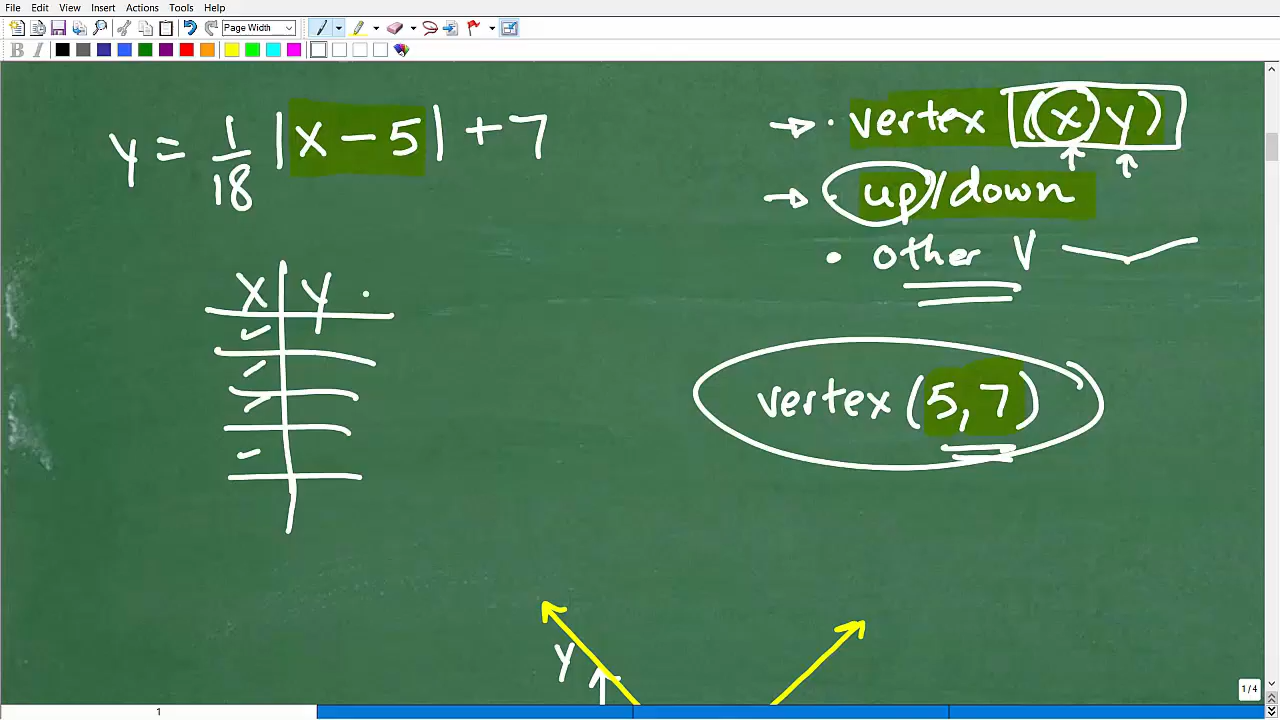 File Edit View Insert Actions Tools Help
Page Width
B I
y = 1/18 |x - 5| + 7
→ · vertex (x y)
→ · up/down
• other V
X Y
vertex (5, 7)
y
1/4
1